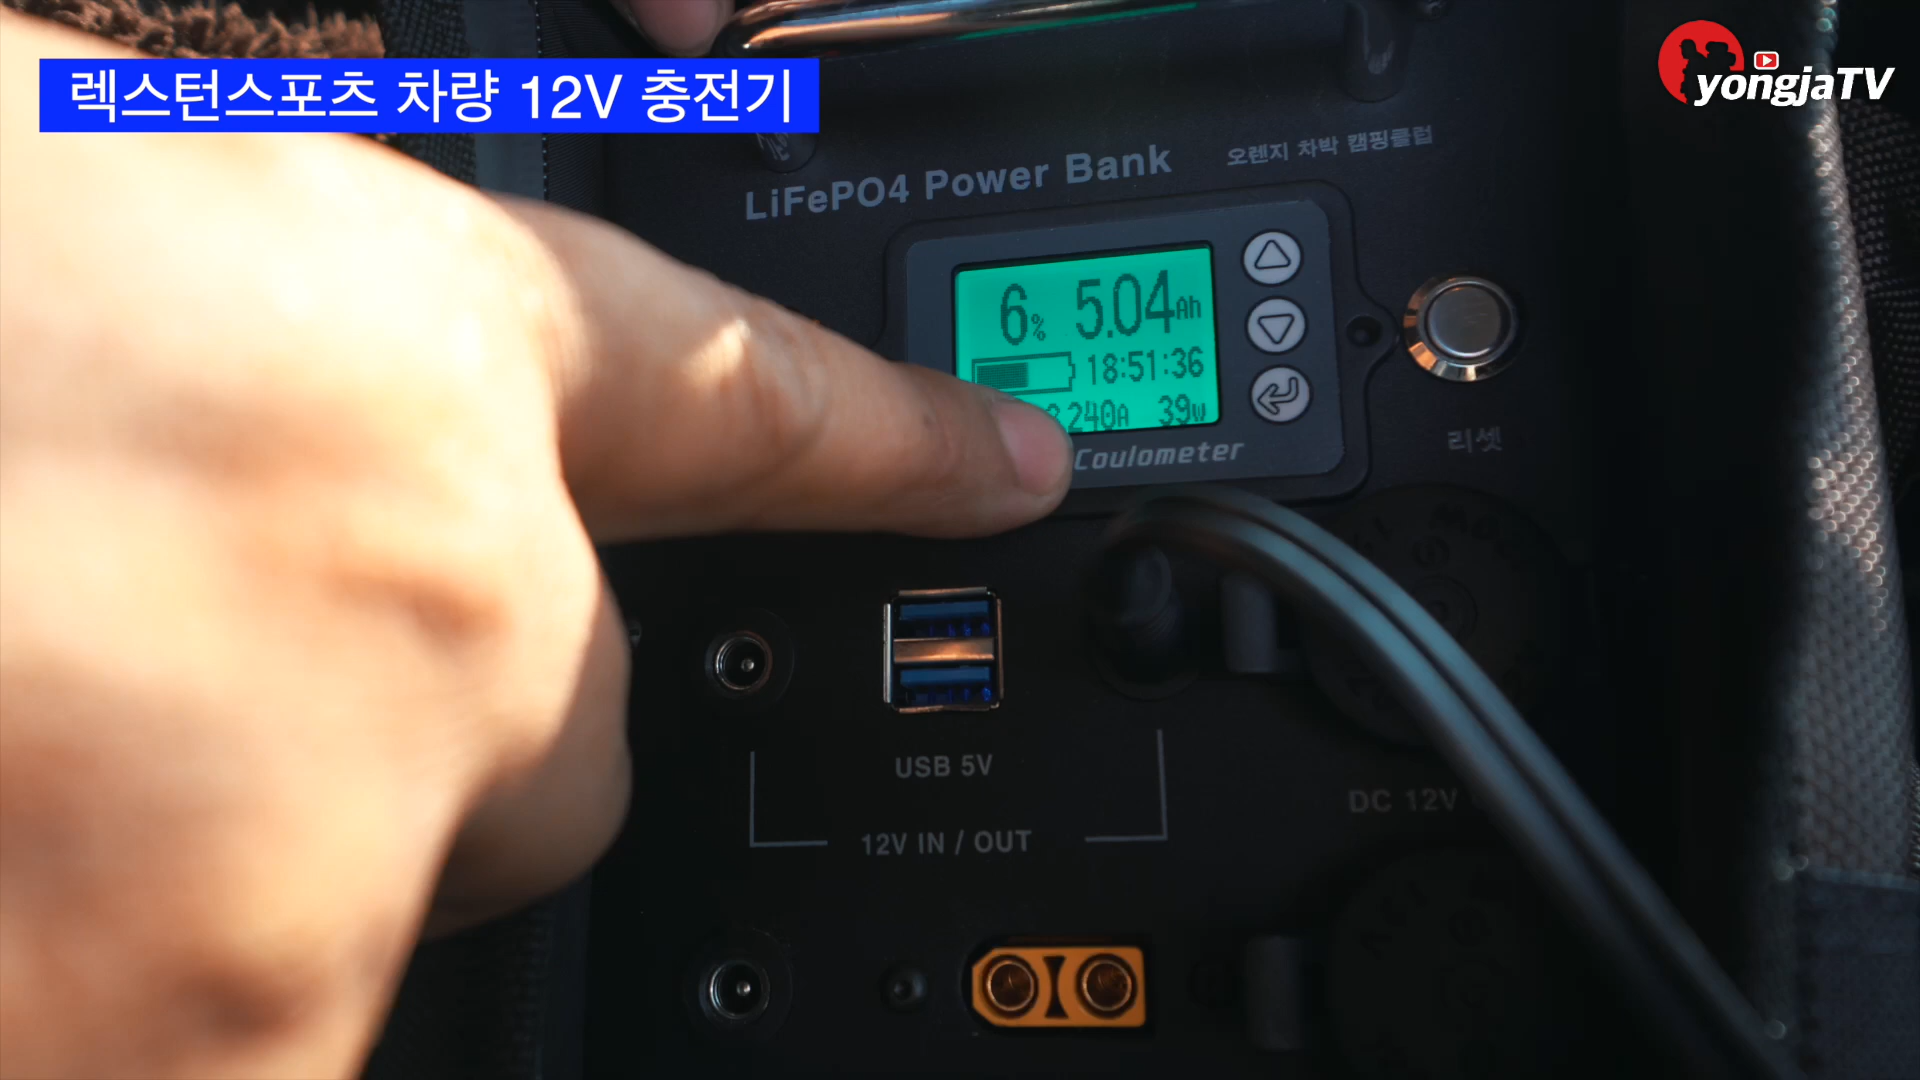 렉스턴스포츠 차량 12V 충전기
yongjaTV
LiFePO4 Power Bank
오렌지 차박 캠핑클럽
6% 5.04Ah
18:51:36
.240A 39W
Coulometer
리셋
USB 5V
12V IN / OUT
DC 12V